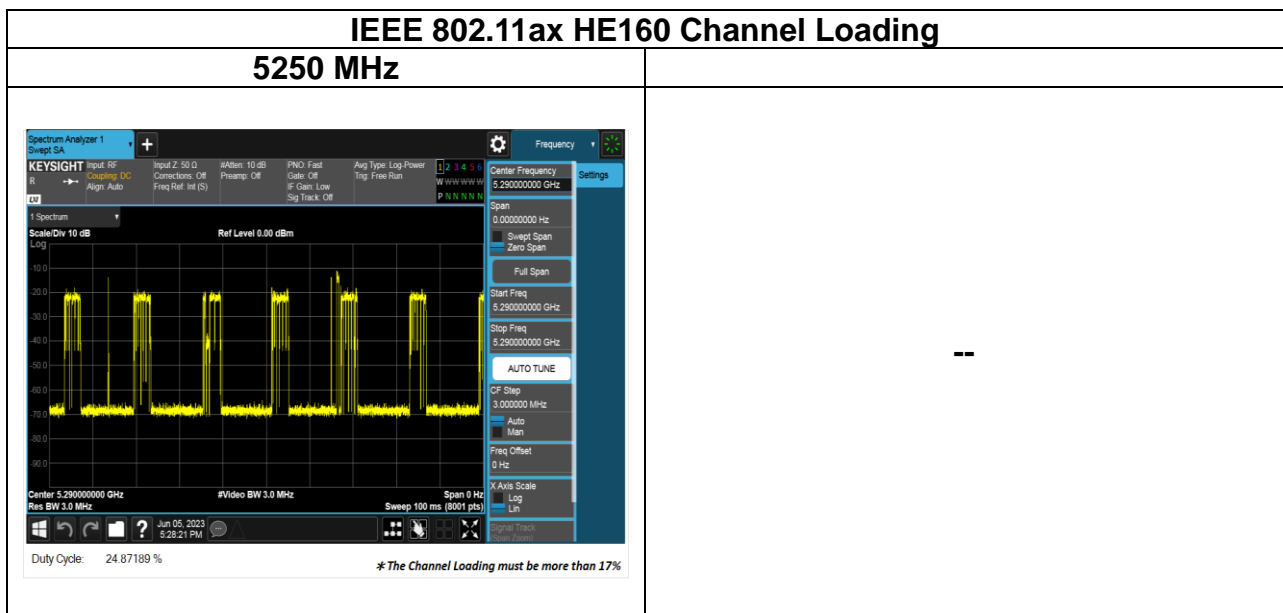 IEEE 802.11ax HE160 Channel Loading
5250 MHz
Spectrum Analyzer 1
Swept SA
+
Frequency
KEYSIGHT
R
LXI
Input: RF
Coupling: DC
Align: Auto
Input Z: 50 Ω
Corrections: Off
Freq Ref: Int (S)
#Atten: 10 dB
Preamp: Off
PNO: Fast
Gate: Off
IF Gain: Low
Sig Track: Off
Avg Type: Log-Power
Trig: Free Run
1 2 3 4 5 6
W W W W W W
P N N N N N
Center Frequency
5.290000000 GHz
Settings
Span
0.00000000 Hz
Swept Span
Zero Span
Full Span
Start Freq
5.290000000 GHz
Stop Freq
5.290000000 GHz
AUTO TUNE
CF Step
3.000000 MHz
Auto
Man
Freq Offset
0 Hz
X Axis Scale
Log
Lin
Signal Track
(Span Zoom)
1 Spectrum
Scale/Div 10 dB
Ref Level 0.00 dBm
Log
-10.0
-20.0
-30.0
-40.0
-50.0
-60.0
-70.0
-80.0
-90.0
Center 5.290000000 GHz
#Video BW 3.0 MHz
Span 0 Hz
Res BW 3.0 MHz
Sweep 100 ms (8001 pts)
?
Jun 05, 2023
5:28:21 PM
Duty Cycle: 24.87189 %
* The Channel Loading must be more than 17%
--